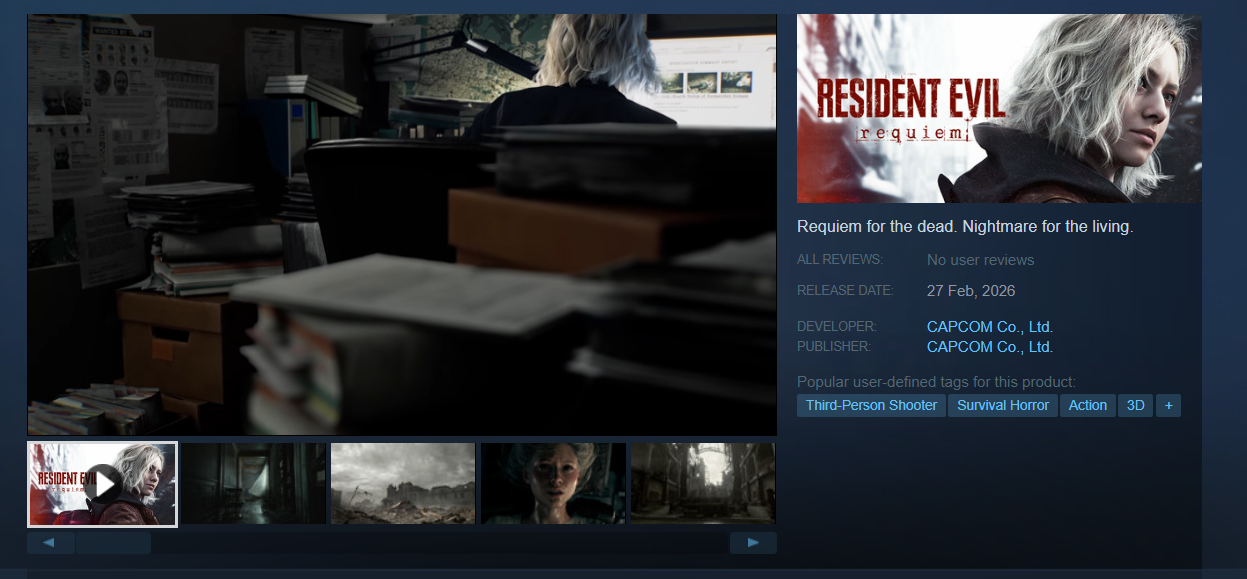 WANTED BY
RESIDENT EVIL
requiem
Requiem for the dead. Nightmare for the living.
ALL REVIEWS: No user reviews
RELEASE DATE: 27 Feb, 2026
DEVELOPER: CAPCOM Co., Ltd.
PUBLISHER: CAPCOM Co., Ltd.
Popular user-defined tags for this product:
Third-Person Shooter Survival Horror Action 3D +
RESIDENT EVIL
requiem